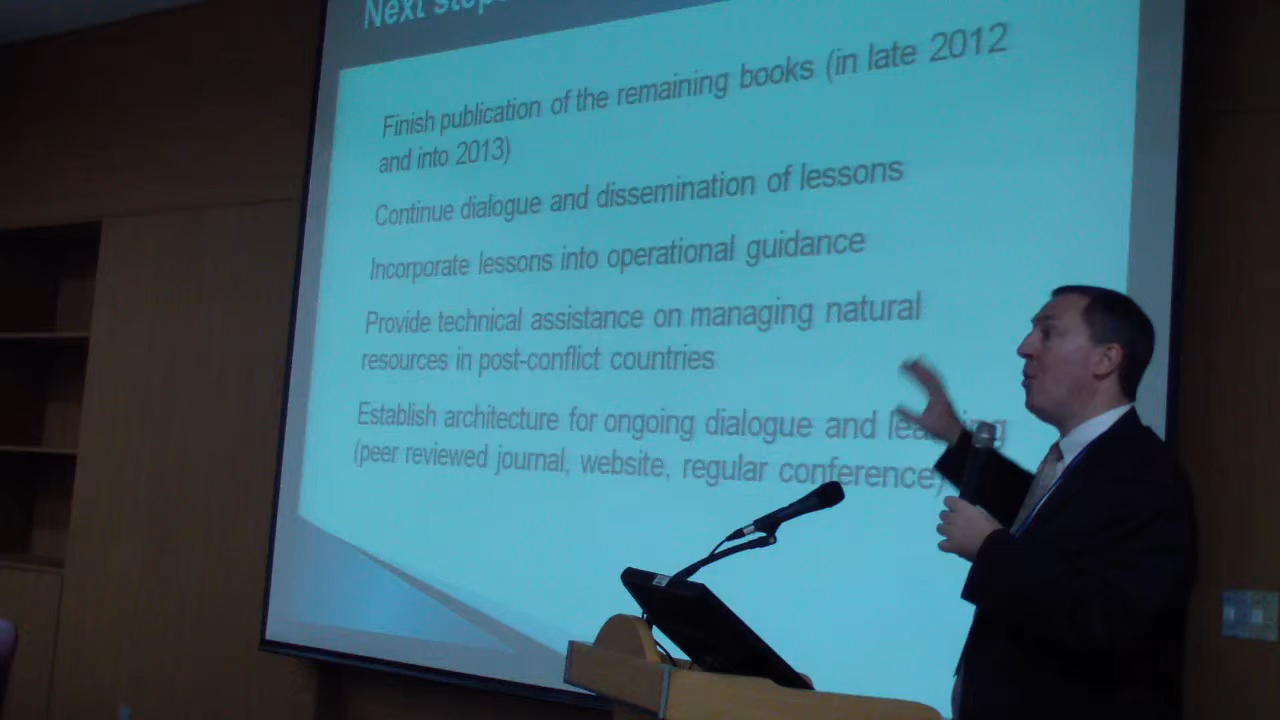 Next steps
Finish publication of the remaining books (in late 2012
and into 2013)
Continue dialogue and dissemination of lessons
Incorporate lessons into operational guidance
Provide technical assistance on managing natural
resources in post-conflict countries
Establish architecture for ongoing dialogue and learning
(peer reviewed journal, website, regular conference)